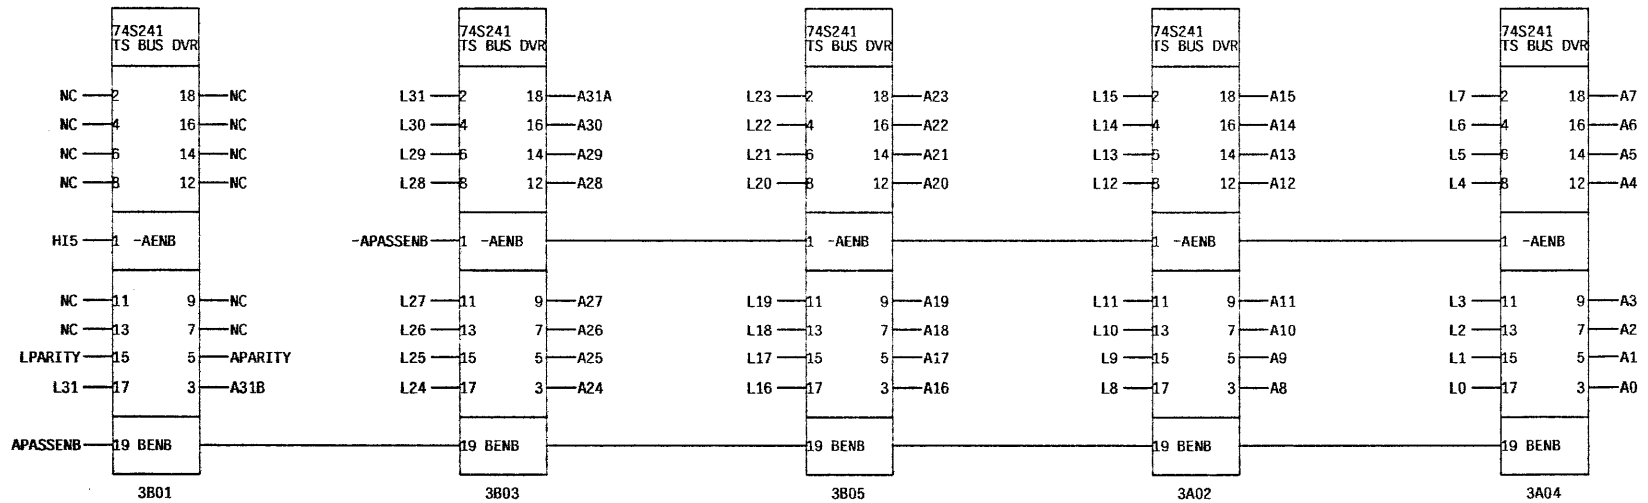 74S241 74S241 74S241 74S241 74S241
TS BUS DVR TS BUS DVR TS BUS DVR TS BUS DVR TS BUS DVR
NC 2 18 NC L31 2 18 A31A L23 2 18 A23 L15 2 18 A15 L7 2 18 A7
NC 4 16 NC L30 4 16 A30 L22 4 16 A22 L14 4 16 A14 L6 4 16 A6
NC 6 14 NC L29 6 14 A29 L21 6 14 A21 L13 6 14 A13 L5 6 14 A5
NC 8 12 NC L28 8 12 A28 L20 8 12 A20 L12 8 12 A12 L4 8 12 A4
HI5 1 -AENB -APASSENB 1 -AENB 1 -AENB 1 -AENB 1 -AENB
NC 11 9 NC L27 11 9 A27 L19 11 9 A19 L11 11 9 A11 L3 11 9 A3
NC 13 7 NC L26 13 7 A26 L18 13 7 A18 L10 13 7 A10 L2 13 7 A2
LPARITY 15 5 APARITY L25 15 5 A25 L17 15 5 A17 L9 15 5 A9 L1 15 5 A1
L31 17 3 A31B L24 17 3 A24 L16 17 3 A16 L8 17 3 A8 L0 17 3 A0
APASSENB 19 BENB 19 BENB 19 BENB 19 BENB 19 BENB
3B01 3B03 3B05 3A02 3A04